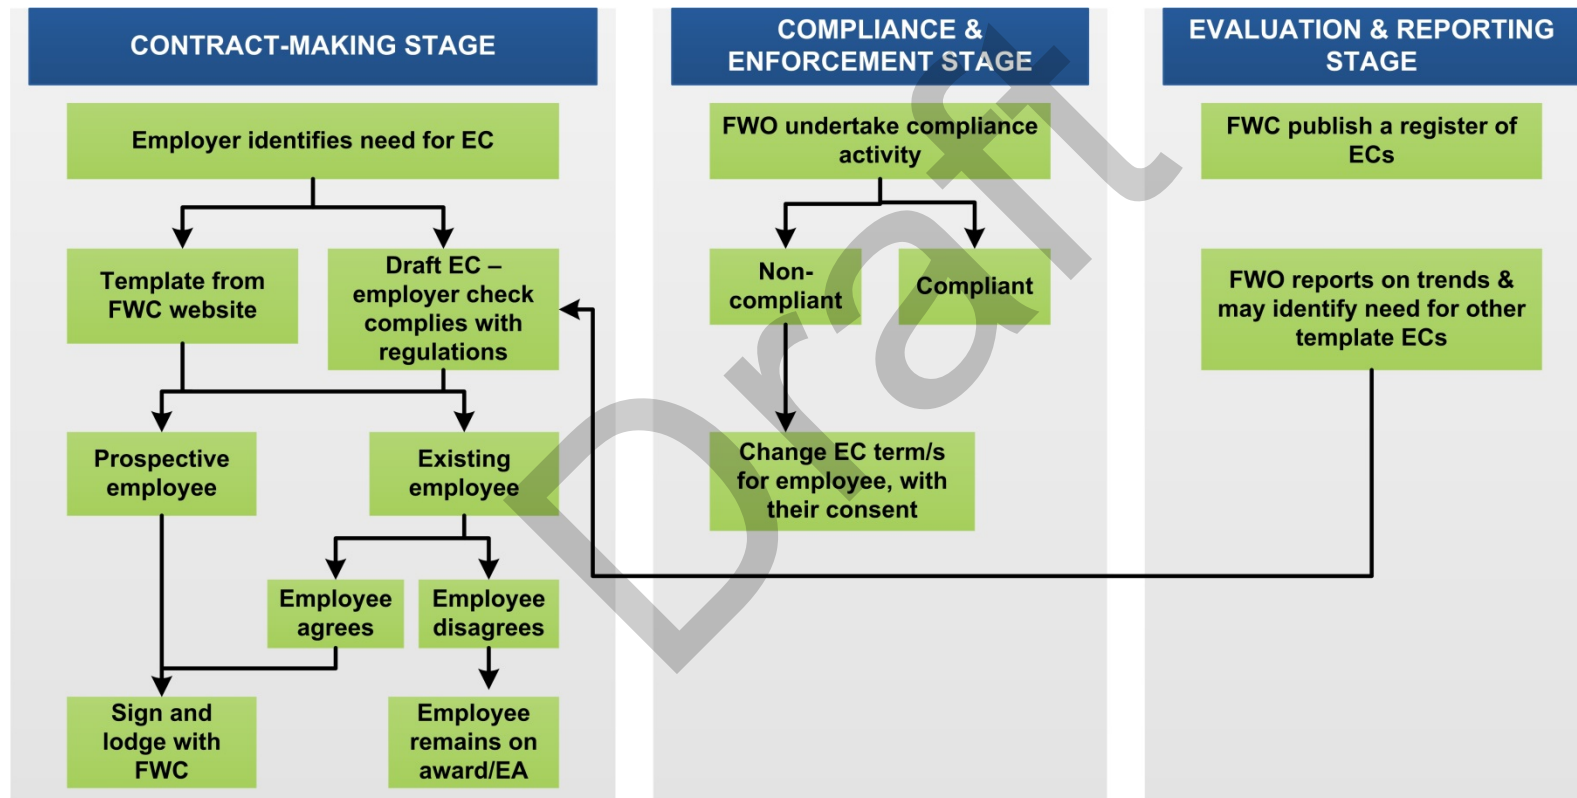 CONTRACT-MAKING STAGE
Employer identifies need for EC
Template from
FWC website
Draft EC –
employer check
complies with
regulations
Prospective
employee
Existing
employee
Employee
agrees
Employee
disagrees
Sign and
lodge with
FWC
Employee
remains on
award/EA
COMPLIANCE &
ENFORCEMENT STAGE
FWO undertake compliance
activity
Non-
compliant
Compliant
Change EC term/s
for employee, with
their consent
EVALUATION & REPORTING
STAGE
FWC publish a register of
ECs
FWO reports on trends &
may identify need for other
template ECs
Draft